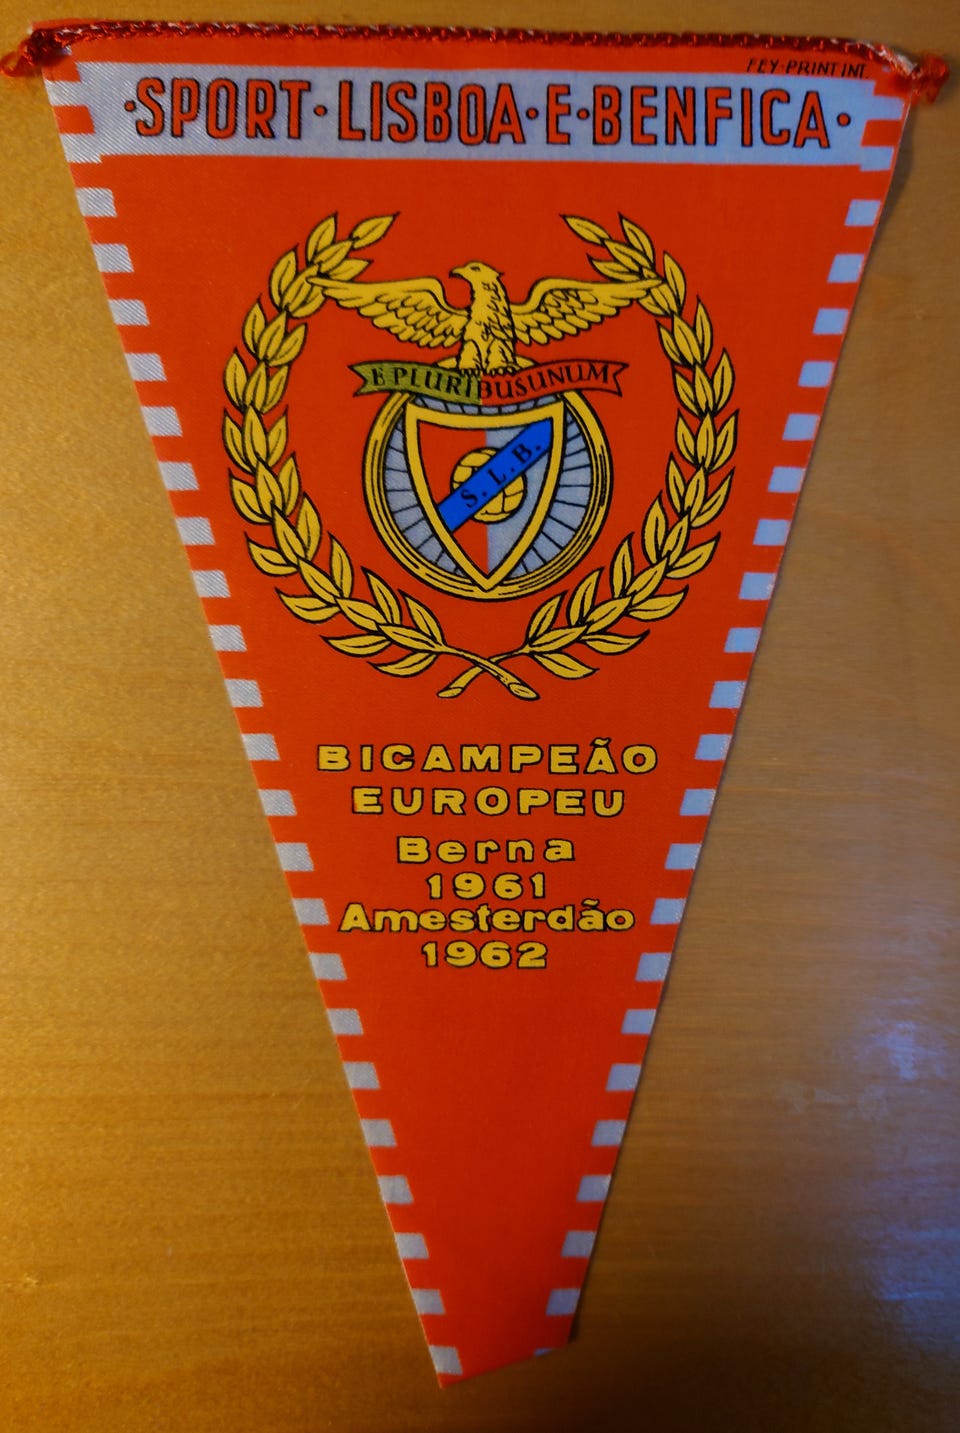 FEY-PRINT INT.
·SPORT·LISBOA·E·BENFICA·
E PLURIBUS UNUM
S. L. B.
BICAMPEÃO
EUROPEU
Berna
1961
Amesterdão
1962